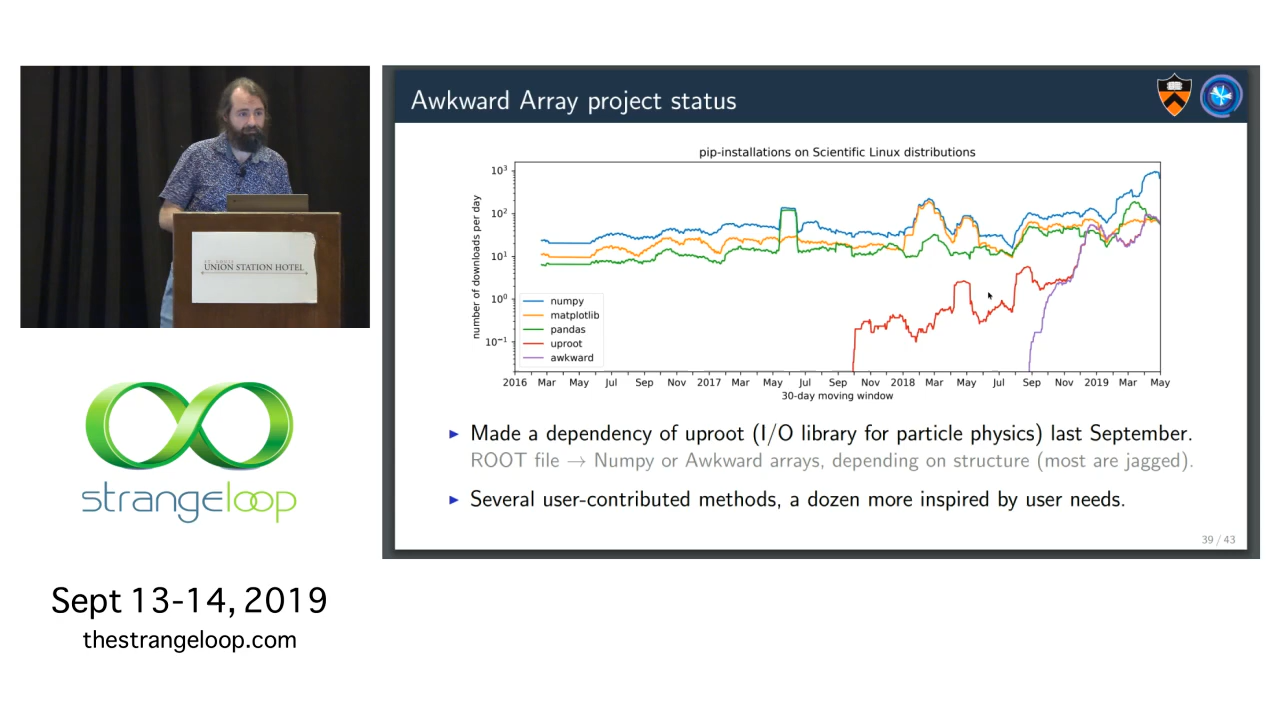 Awkward Array project status
pip-installations on Scientific Linux distributions
number of downloads per day
10³
10²
10¹
10⁰
10⁻¹
numpy
matplotlib
pandas
uproot
awkward
2016 Mar May Jul Sep Nov 2017 Mar May Jul Sep Nov 2018 Mar May Jul Sep Nov 2019 Mar May
30-day moving window
► Made a dependency of uproot (I/O library for particle physics) last September.
ROOT file → Numpy or Awkward arrays, depending on structure (most are jagged).
► Several user-contributed methods, a dozen more inspired by user needs.
39 / 43
UNION STATION HOTEL
strangeloop
Sept 13-14, 2019
thestrangeloop.com